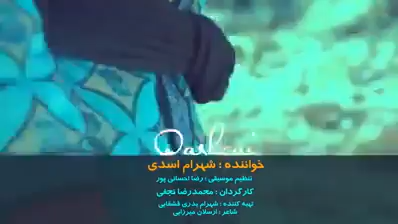 خواننده : شهرام اسدی
تنظیم موسیقی : رضا احسانی پور
کارگردان : محمدرضا نجفی
تهیه کننده : شهرام بدری قشقایی
شاعر : ارسلان میرزایی